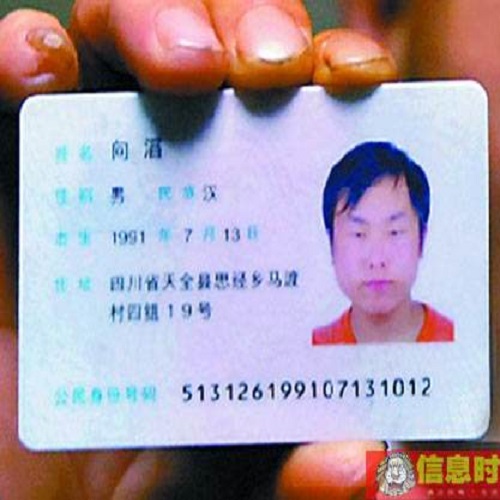 姓名 向
性别 男 民族 汉
出生 1991 年 7 月 13 日
住址 四川省天全县思经乡马渡
村四组19号
公民身份号码 513126199107131012
信息时